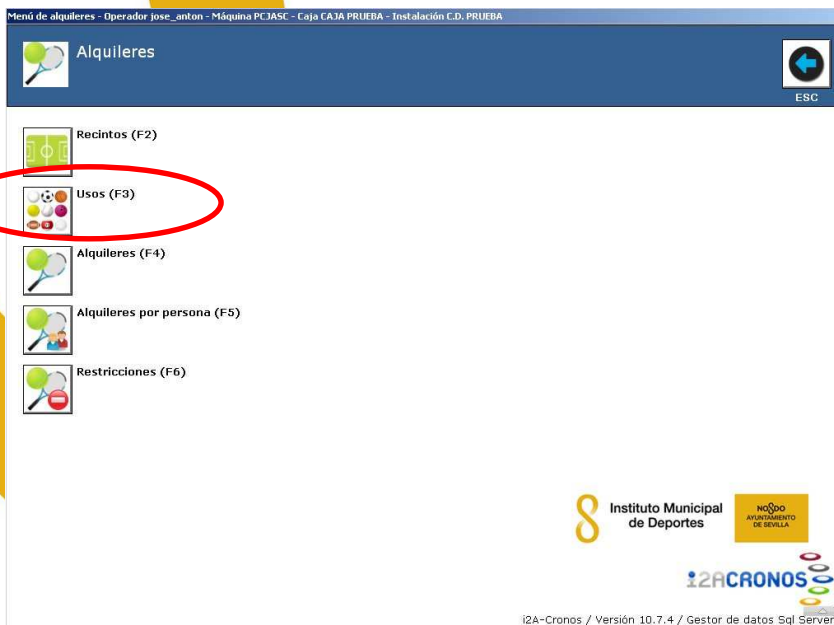 Menú de alquileres - Operador jose_anton - Máquina PCJASC - Caja CAJA PRUEBA - Instalación C.D. PRUEBA
Alquileres
ESC
Recintos (F2)
Usos (F3)
Alquileres (F4)
Alquileres por persona (F5)
Restricciones (F6)
Instituto Municipal
de Deportes
NO8DO
AYUNTAMIENTO
DE SEVILLA
i2ACRONOS
i2A-Cronos / Versión 10.7.4 / Gestor de datos Sql Server